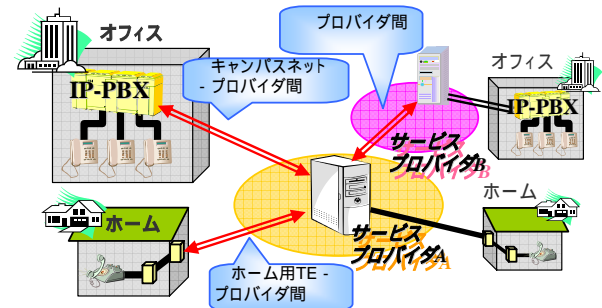 オフィス
プロバイダ間
オフィス
キャンパスネット
- プロバイダ間
IP-PBX
IP-PBX
サービス
プロバイダB
ホーム
ホーム
サービス
プロバイダA
ホーム用TE -
プロバイダ間